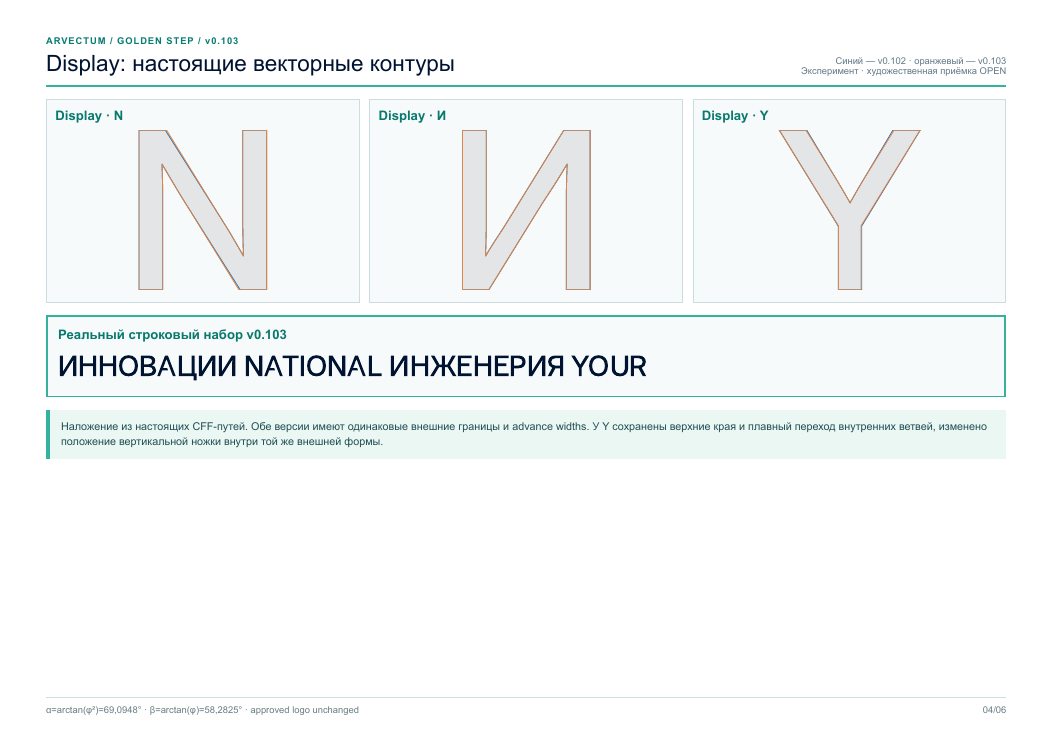 ARVECTUM / GOLDEN STEP / v0.103
Display: настоящие векторные контуры
Синий — v0.102 · оранжевый — v0.103
Эксперимент · художественная приёмка OPEN
Display · N
Display · И
Display · Y
N
И
Y
Реальный строковый набор v0.103
ИННОВАЦИИ NATIONAL ИНЖЕНЕРИЯ YOUR
Наложение из настоящих CFF-путей. Обе версии имеют одинаковые внешние границы и advance widths. У Y сохранены верхние края и плавный переход внутренних ветвей, изменено
положение вертикальной ножки внутри той же внешней формы.
α=arctan(φ²)=69,0948° · β=arctan(φ)=58,2825° · approved logo unchanged
04/06